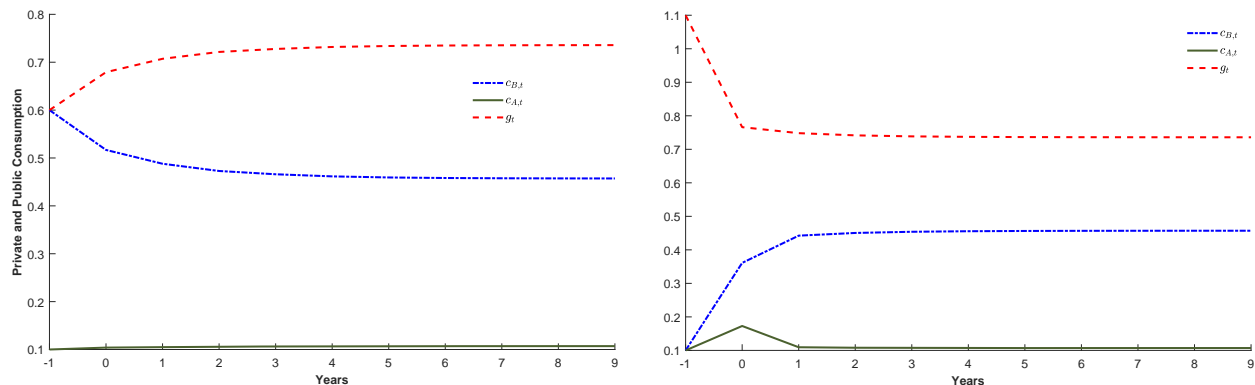 Private and Public Consumption
0.8
0.7
0.6
0.5
0.4
0.3
0.2
0.1
-1 0 1 2 3 4 5 6 7 8 9
Years
c_{B,t}
c_{A,t}
g_t
1.1
1
0.9
0.8
0.7
0.6
0.5
0.4
0.3
0.2
0.1
-1 0 1 2 3 4 5 6 7 8 9
Years
c_{B,t}
c_{A,t}
g_t